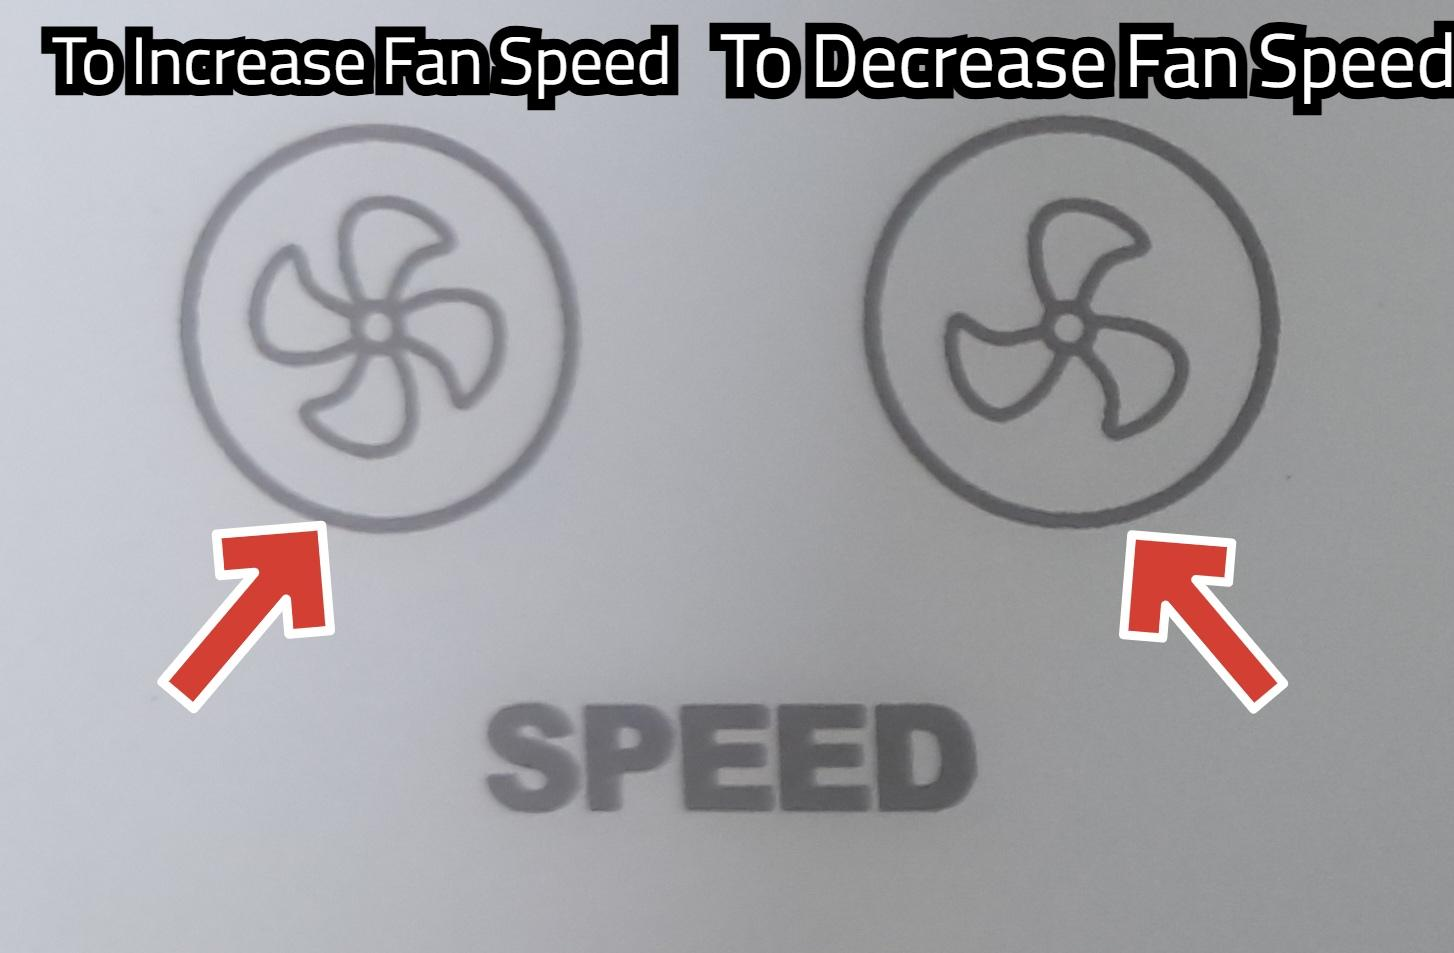 To Increase Fan Speed
To Decrease Fan Speed
SPEED